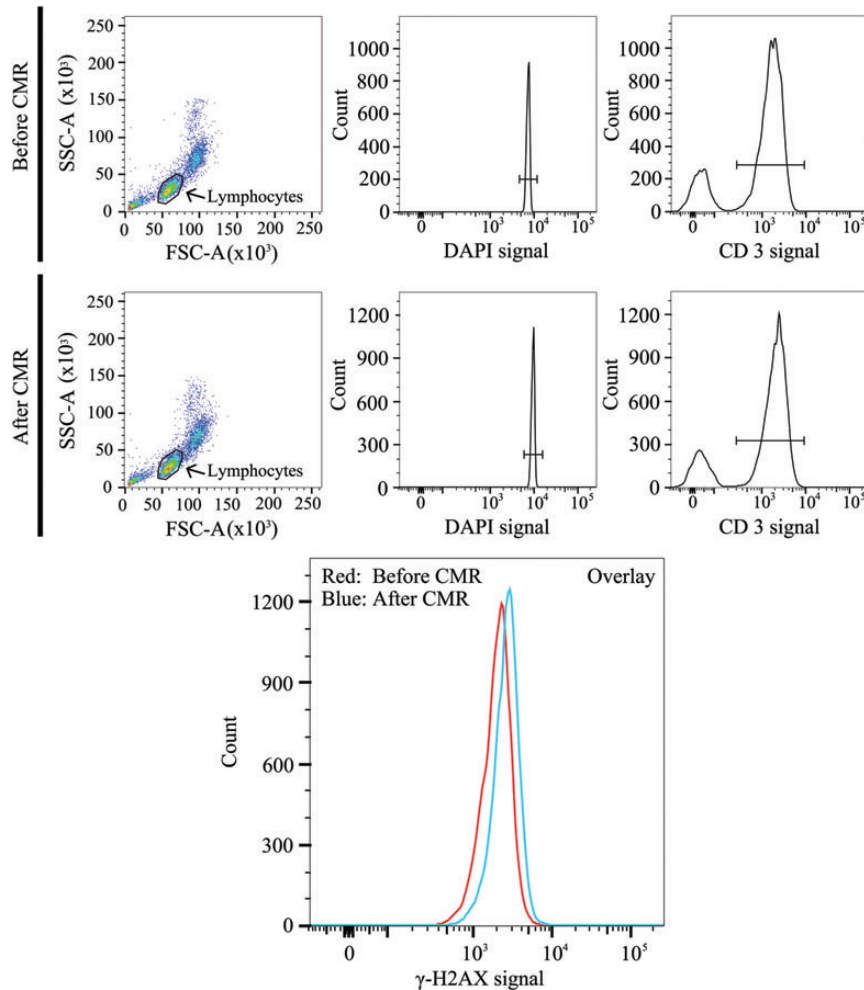 Before CMR
SSC-A (x10³)
250
200
150
100
50
0
Lymphocytes
0 50 100 150 200 250
FSC-A(x10³)
Count
1000
800
600
400
200
0
0 10³ 10⁴ 10⁵
DAPI signal
Count
1000
800
600
400
200
0
0 10³ 10⁴ 10⁵
CD 3 signal
After CMR
SSC-A (x10³)
250
200
150
100
50
0
Lymphocytes
0 50 100 150 200 250
FSC-A(x10³)
Count
1200
900
600
300
0
0 10³ 10⁴ 10⁵
DAPI signal
Count
1200
900
600
300
0
0 10³ 10⁴ 10⁵
CD 3 signal
Red: Before CMR Overlay
Blue: After CMR
Count
1200
900
600
300
0
0 10³ 10⁴ 10⁵
γ-H2AX signal